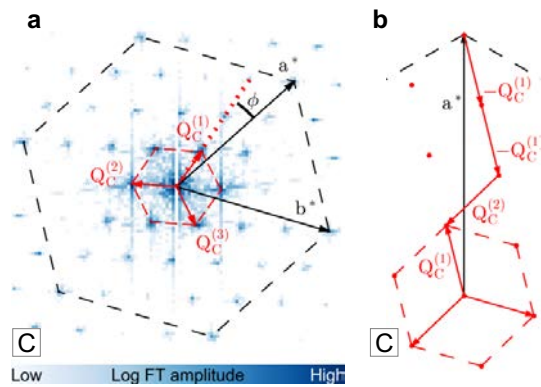 a
a*
ϕ
Q_C^(1)
Q_C^(2)
b*
Q_C^(3)
C
Low Log FT amplitude High
b
a*
−Q_C^(1)
−Q_C^(1)
Q_C^(2)
Q_C^(1)
C